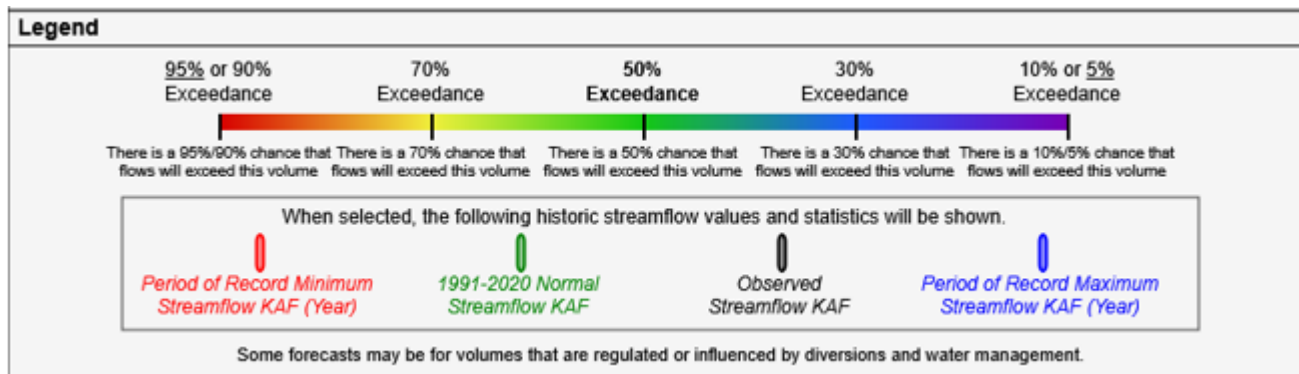 Legend
95% or 90% 70% 50% 30% 10% or 5%
Exceedance Exceedance Exceedance Exceedance Exceedance
There is a 95%/90% chance that There is a 70% chance that There is a 50% chance that There is a 30% chance that There is a 10%/5% chance that
flows will exceed this volume flows will exceed this volume flows will exceed this volume flows will exceed this volume flows will exceed this volume
When selected, the following historic streamflow values and statistics will be shown.
Period of Record Minimum 1991-2020 Normal Observed Period of Record Maximum
Streamflow KAF (Year) Streamflow KAF Streamflow KAF Streamflow KAF (Year)
Some forecasts may be for volumes that are regulated or influenced by diversions and water management.